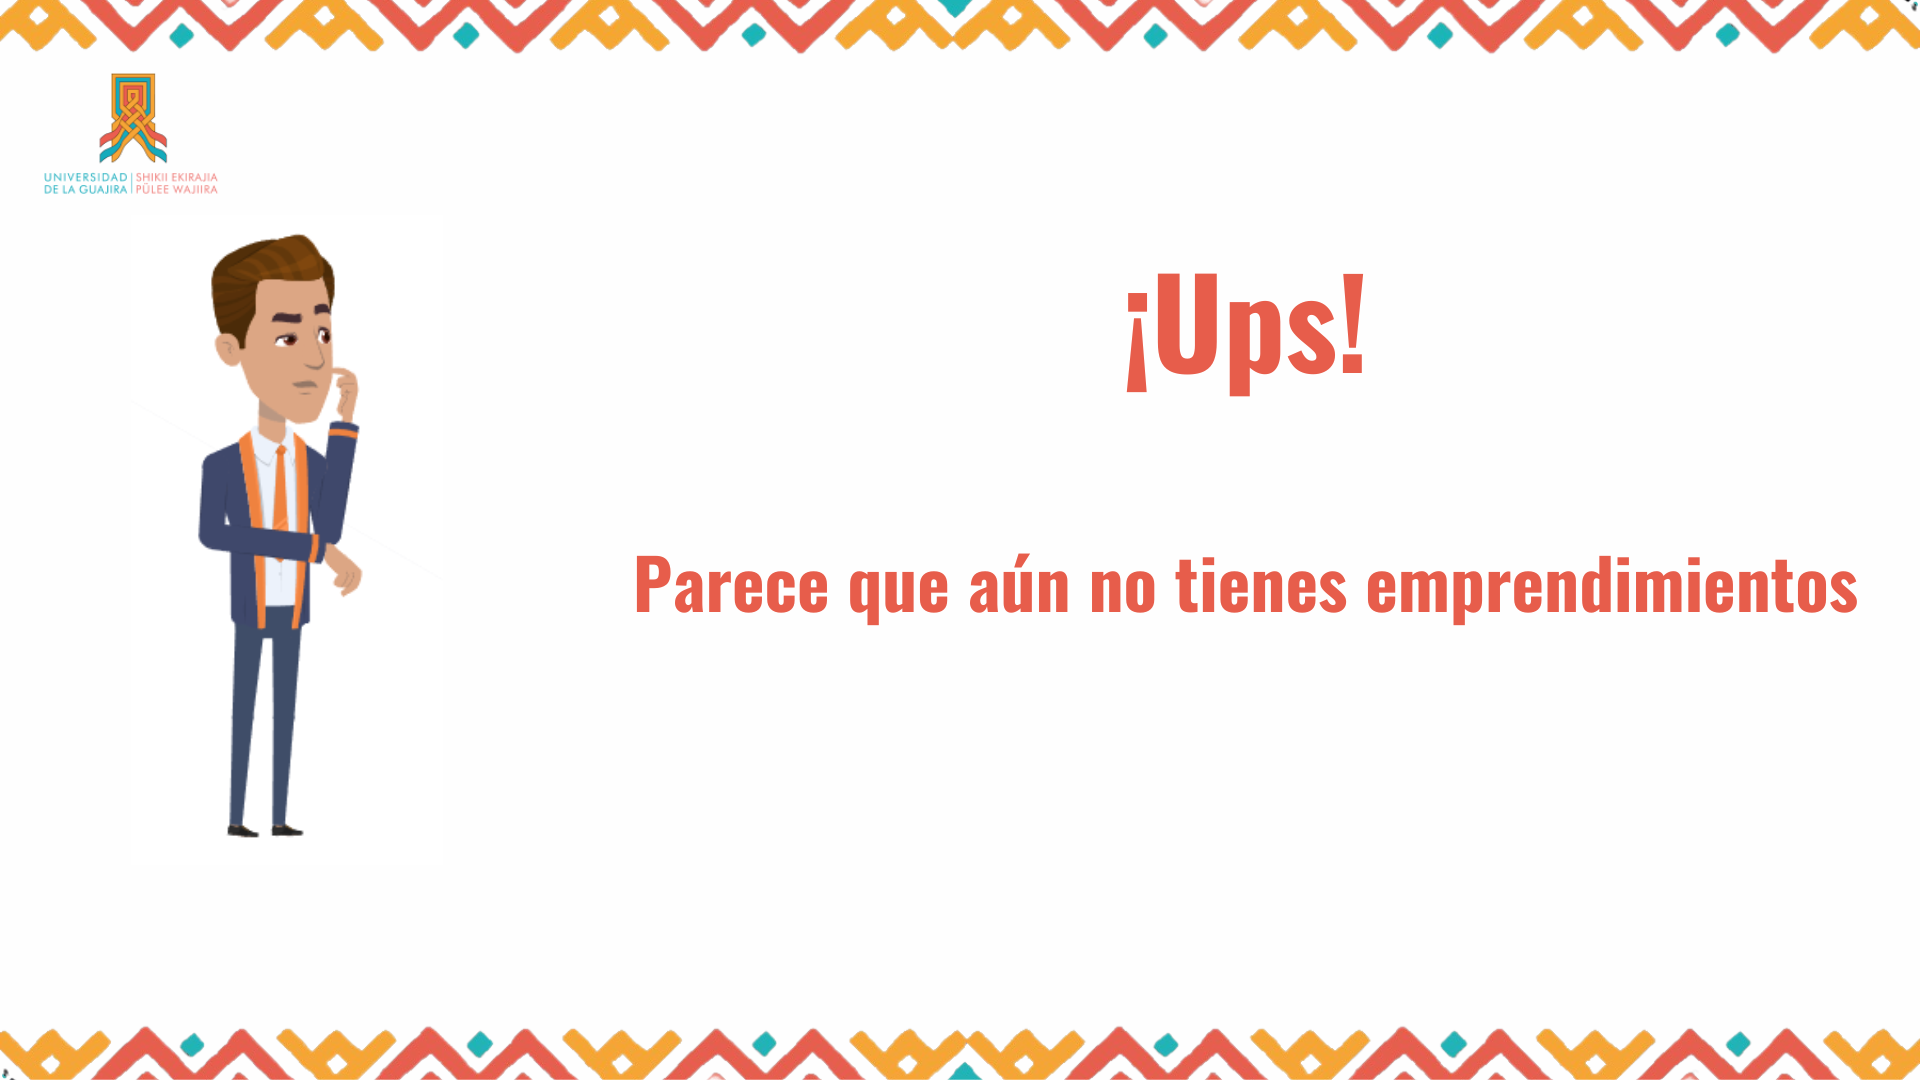 UNIVERSIDAD SHIKII EKIRAJIA
DE LA GUAJIRA PÜLEE WAJIIRA
¡Ups!
Parece que aún no tienes emprendimientos